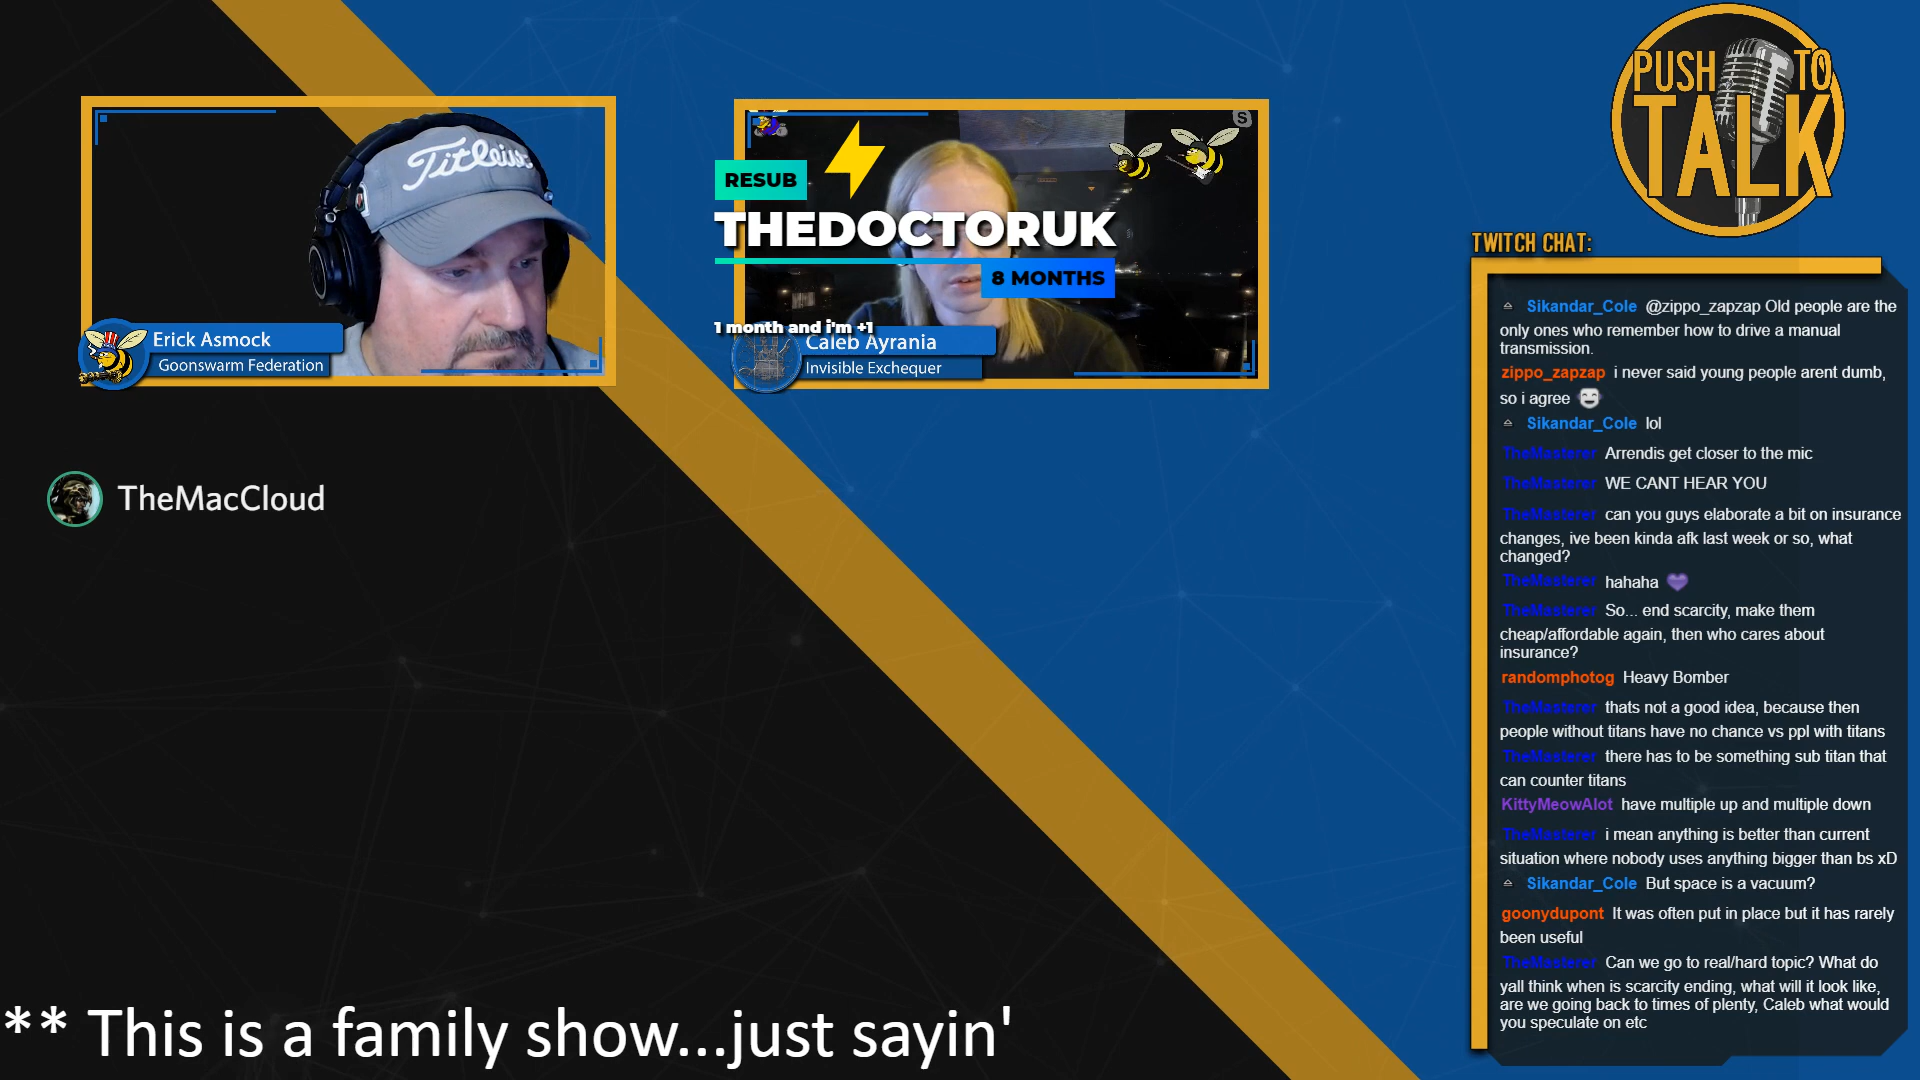 PUSH TO
TALK
Titleist
RESUB
THEDOCTORUK
8 MONTHS
1 month and i'm +1
Erick Asmock
Goonswarm Federation
Caleb Ayrania
Invisible Exchequer
S
TheMacCloud
** This is a family show...just sayin'
TWITCH CHAT:
Sikandar_Cole @zippo_zapzap Old people are the
only ones who remember how to drive a manual
transmission.
zippo_zapzap i never said young people arent dumb,
so i agree
Sikandar_Cole lol
TheMasterer Arrendis get closer to the mic
TheMasterer WE CANT HEAR YOU
TheMasterer can you guys elaborate a bit on insurance
changes, ive been kinda afk last week or so, what
changed?
TheMasterer hahaha
TheMasterer So... end scarcity, make them
cheap/affordable again, then who cares about
insurance?
randomphotog Heavy Bomber
TheMasterer thats not a good idea, because then
people without titans have no chance vs ppl with titans
TheMasterer there has to be something sub titan that
can counter titans
KittyMeowAlot have multiple up and multiple down
TheMasterer i mean anything is better than current
situation where nobody uses anything bigger than bs xD
Sikandar_Cole But space is a vacuum?
goonydupont It was often put in place but it has rarely
been useful
TheMasterer Can we go to real/hard topic? What do
yall think when is scarcity ending, what will it look like,
are we going back to times of plenty, Caleb what would
you speculate on etc